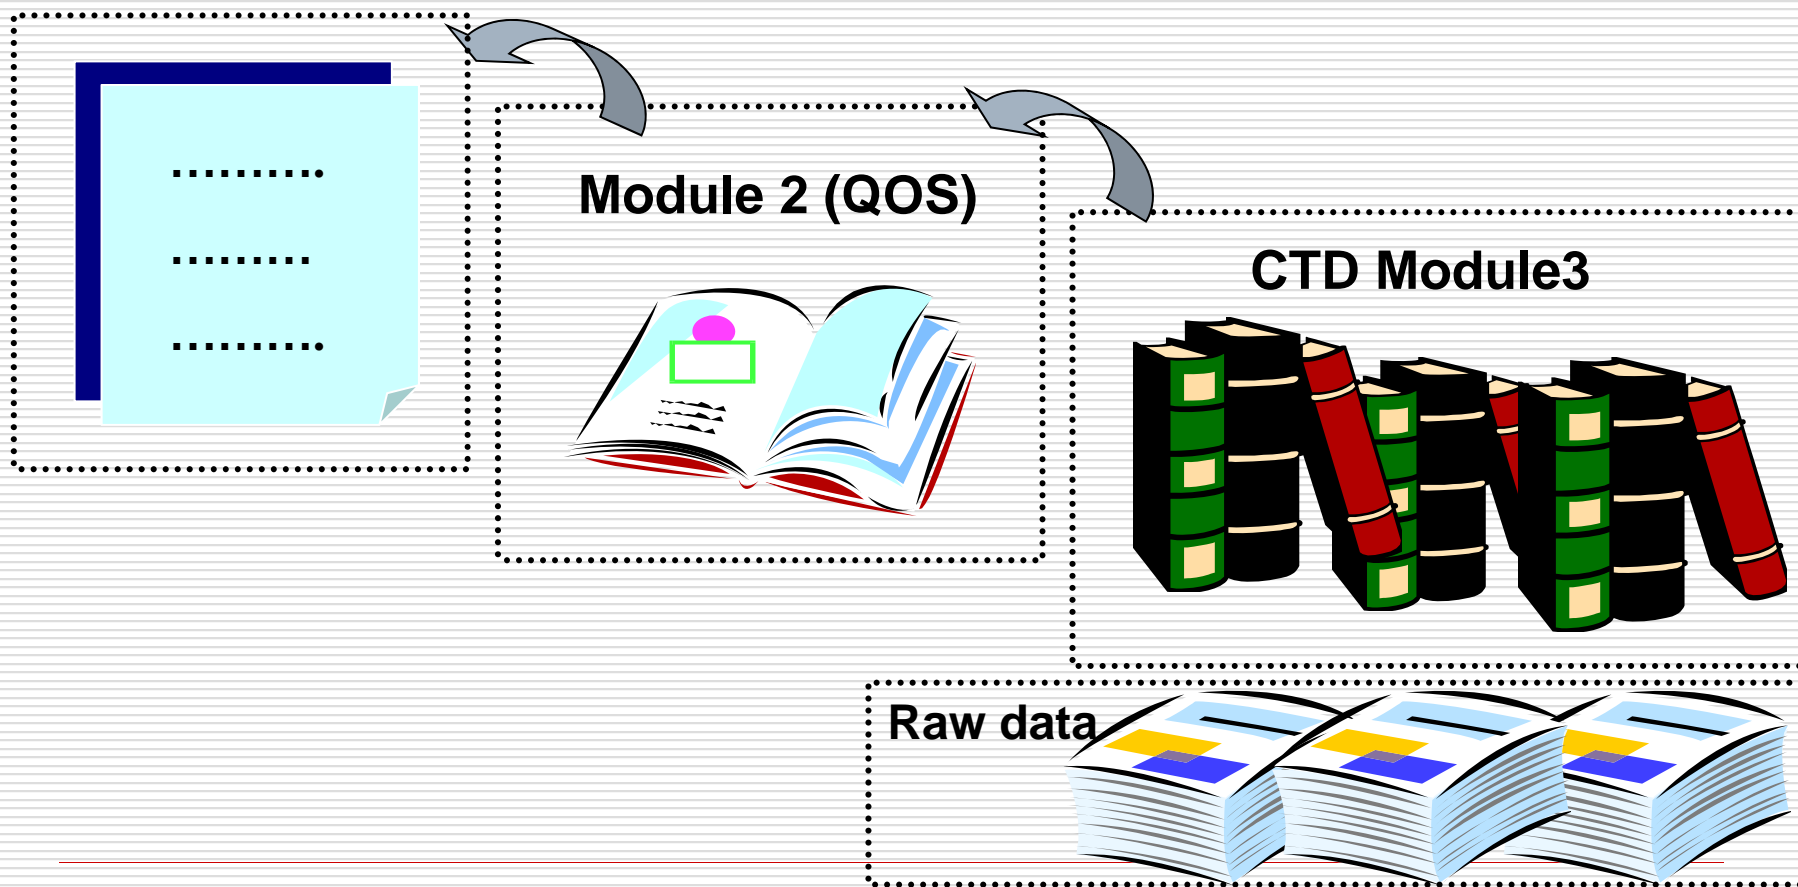 ……….
………
……….
Module 2 (QOS)
CTD Module3
Raw data